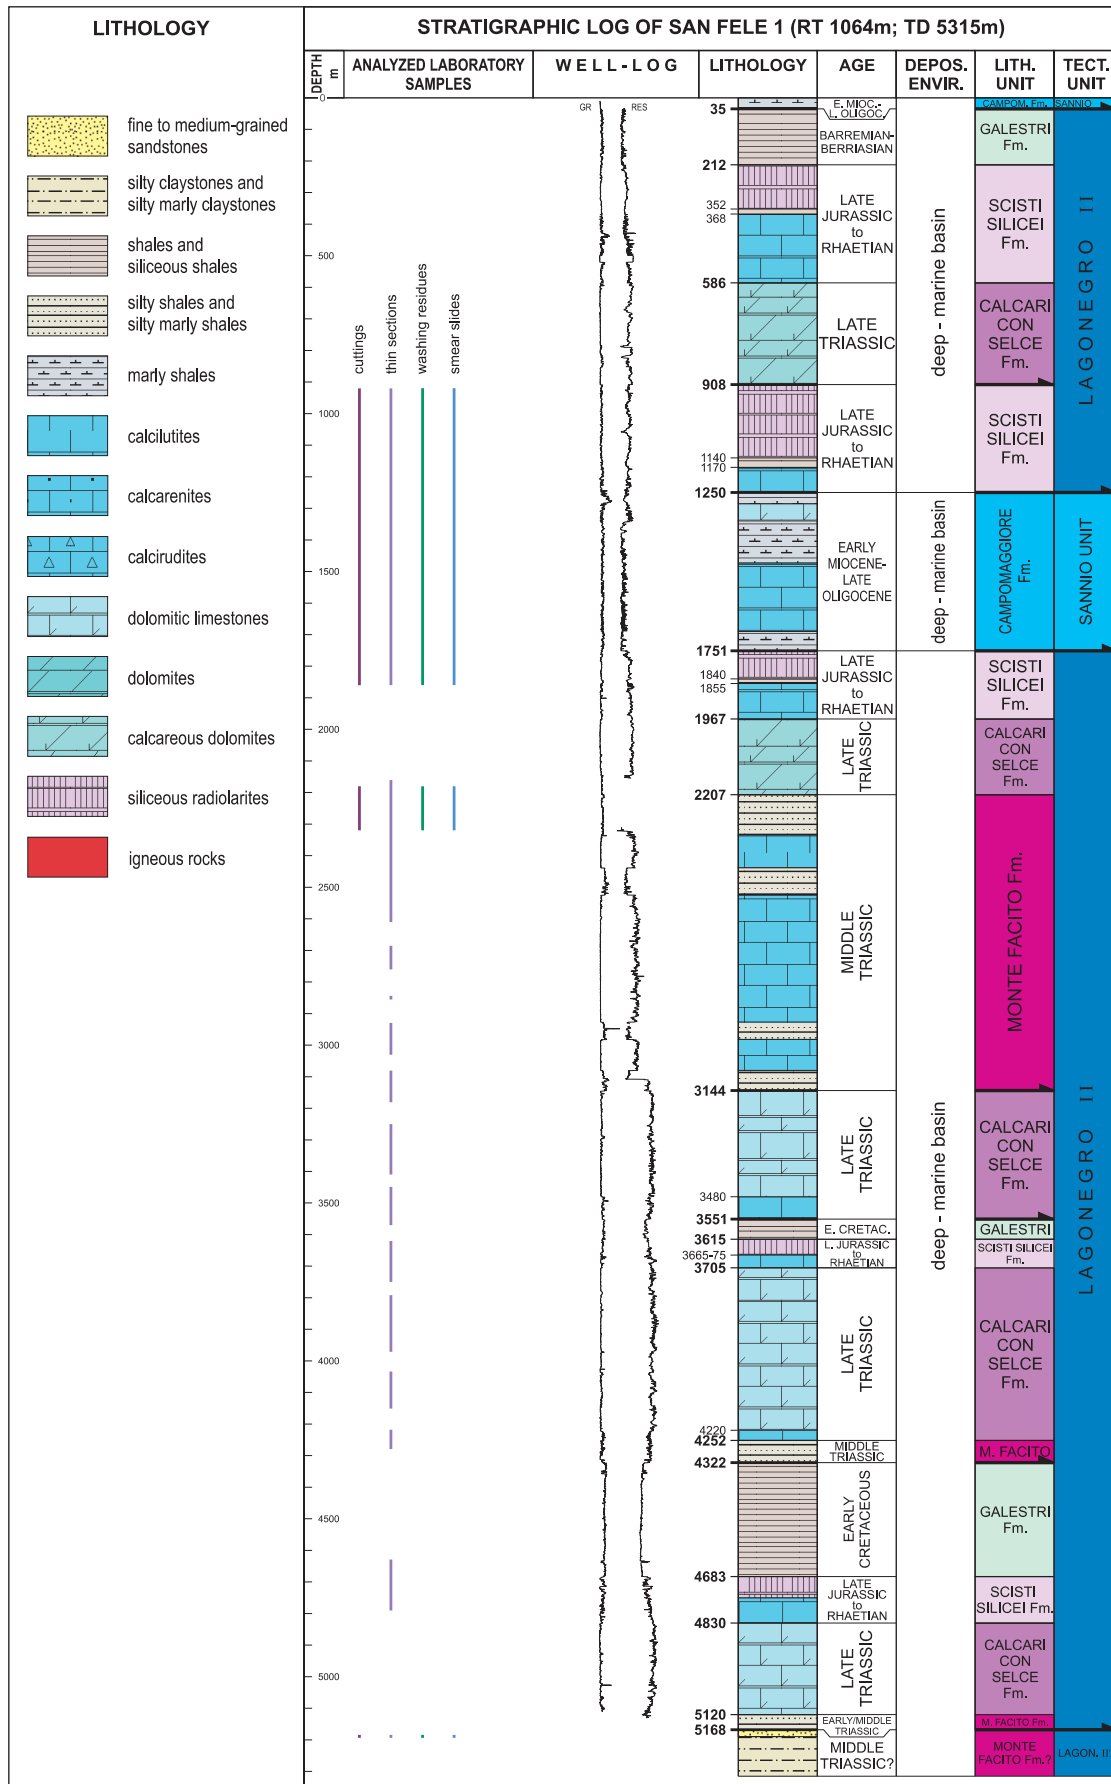 LITHOLOGY
fine to medium-grained
sandstones
silty claystones and
silty marly claystones
shales and
siliceous shales
silty shales and
silty marly shales
marly shales
calcilutites
calcarenites
calcirudites
dolomitic limestones
dolomites
calcareous dolomites
siliceous radiolarites
igneous rocks
STRATIGRAPHIC LOG OF SAN FELE 1 (RT 1064m; TD 5315m)
DEPTH
m
ANALYZED LABORATORY
SAMPLES
WELL-LOG
LITHOLOGY
AGE
DEPOS.
ENVIR.
LITH.
UNIT
TECT.
UNIT
0
500
1000
1500
2000
2500
3000
3500
4000
4500
5000
cuttings
thin sections
washing residues
smear slides
GR
RES
35
212
352
368
586
908
1140
1170
1250
1751
1840
1855
1967
2207
3144
3480
3551
3615
3665-75
3705
4220
4252
4322
4683
4830
5120
5168
E. MIOC.-
L. OLIGOC.
BARREMIAN-
BERRIASIAN
LATE
JURASSIC
to
RHAETIAN
LATE
TRIASSIC
LATE
JURASSIC
to
RHAETIAN
EARLY
MIOCENE-
LATE
OLIGOCENE
LATE
JURASSIC
to
RHAETIAN
LATE
TRIASSIC
MIDDLE
TRIASSIC
LATE
TRIASSIC
E. CRETAC.
L. JURASSIC
to
RHAETIAN
LATE
TRIASSIC
MIDDLE
TRIASSIC
EARLY
CRETACEOUS
LATE
JURASSIC
to
RHAETIAN
LATE
TRIASSIC
EARLY/MIDDLE
TRIASSIC
MIDDLE
TRIASSIC?
deep - marine basin
deep - marine basin
deep - marine basin
CAMPOM. Fm.
GALESTRI
Fm.
SCISTI
SILICEI
Fm.
CALCARI
CON
SELCE
Fm.
SCISTI
SILICEI
Fm.
CAMPOMAGGIORE
Fm.
SCISTI
SILICEI
Fm.
CALCARI
CON
SELCE
Fm.
MONTE FACITO Fm.
CALCARI
CON
SELCE
Fm.
GALESTRI
SCISTI SILICEI
Fm.
CALCARI
CON
SELCE
Fm.
M. FACITO
GALESTRI
Fm.
SCISTI
SILICEI Fm.
CALCARI
CON
SELCE
Fm.
M. FACITO Fm.
MONTE
FACITO Fm.?
SANNIO
LAGONEGRO II
SANNIO UNIT
LAGONEGRO II
LAGON. II